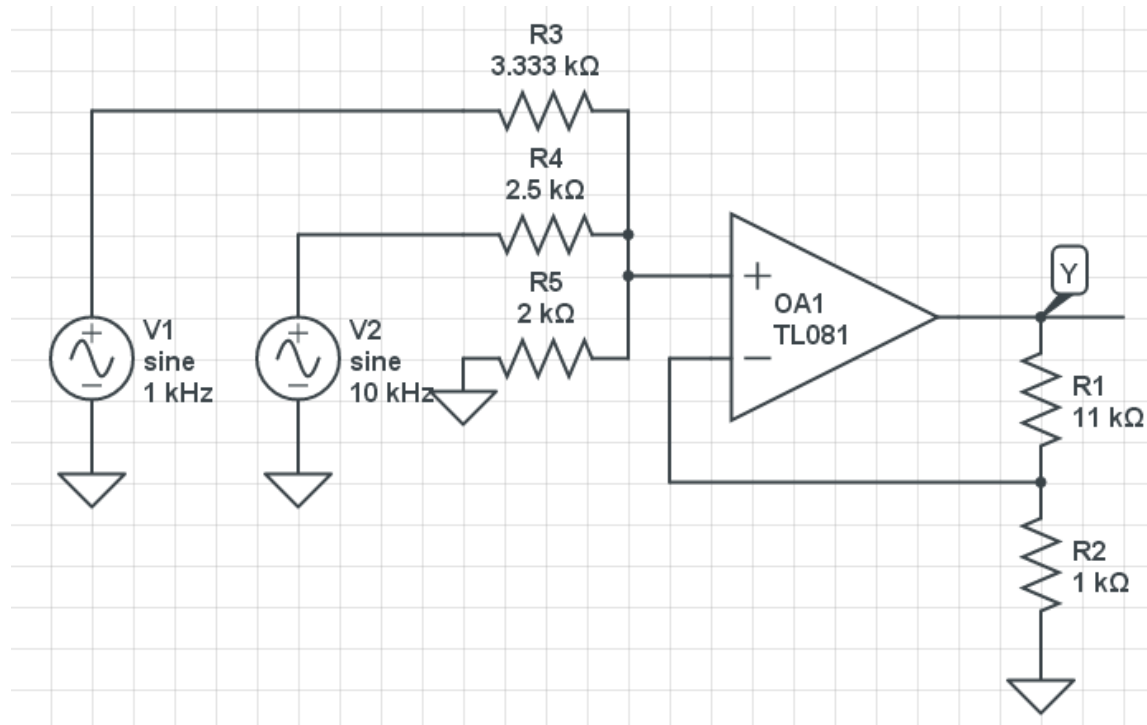 R3
3.333 kΩ
R4
2.5 kΩ
R5
2 kΩ
V1
sine
1 kHz
V2
sine
10 kHz
+
−
OA1
TL081
Y
R1
11 kΩ
R2
1 kΩ